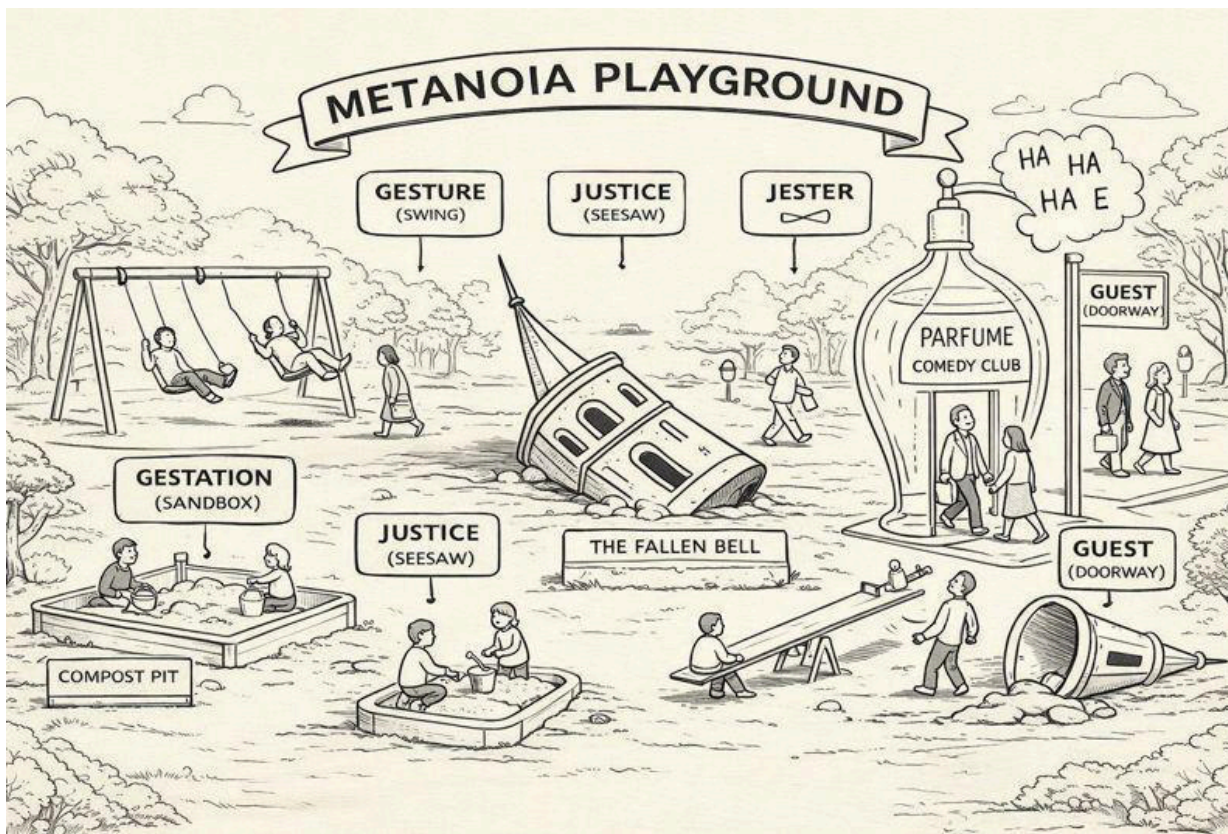 METANOIA PLAYGROUND
GESTURE
(SWING)
JUSTICE
(SEESAW)
JESTER
HA HA
HA E
GUEST
(DOORWAY)
PARFUME
COMEDY CLUB
GESTATION
(SANDBOX)
JUSTICE
(SEESAW)
THE FALLEN BELL
GUEST
(DOORWAY)
COMPOST PIT